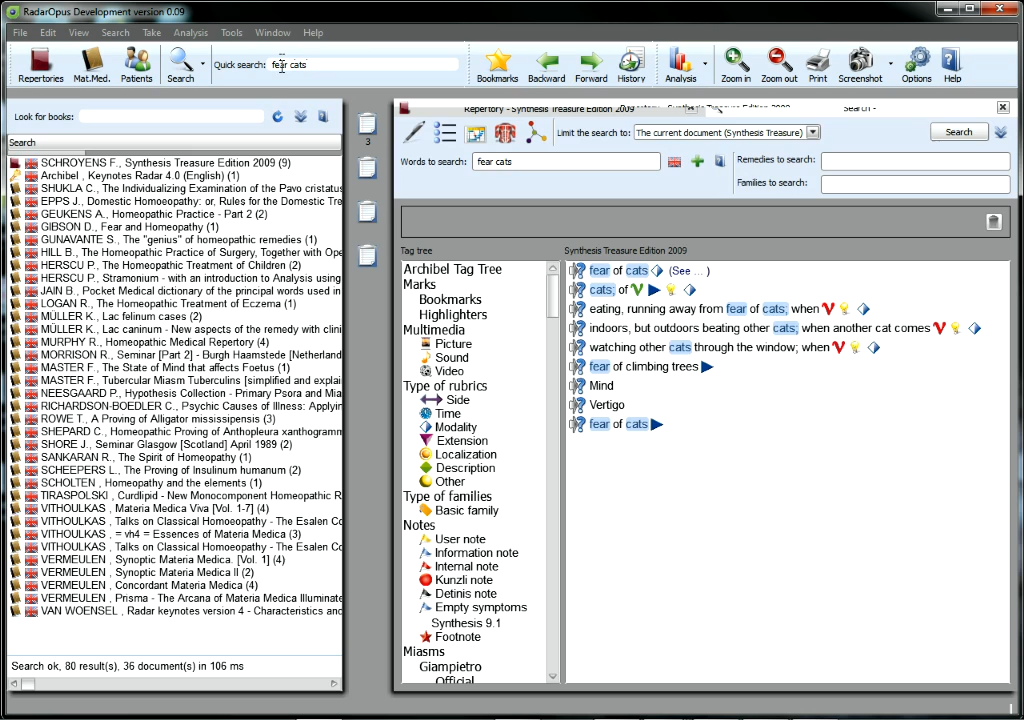 RadarOpus Development version 0.09
File Edit View Search Take Analysis Tools Window Help
Repertories Mat.Med. Patients Search Quick search: fear cats Bookmarks Backward Forward History Analysis Zoom in Zoom out Print Screenshot Options Help
Look for books:
Search
SCHROYENS F., Synthesis Treasure Edition 2009 (9)
Archibel , Keynotes Radar 4.0 (English) (1)
SHUKLA C., The Individualizing Examination of the Pavo cristatus
EPPS J., Domestic Homoeopathy: or, Rules for the Domestic Tre
GEUKENS A., Homeopathic Practice - Part 2 (2)
GIBSON D., Fear and Homeopathy (1)
GUNAVANTE S., The "genius" of homeopathic remedies (1)
HILL B., The Homeopathic Practice of Surgery, Together with Ope
HERSCU P., The Homeopathic Treatment of Children (2)
HERSCU P., Stramonium - with an introduction to Analysis using
JAIN B., Pocket Medical dictionary of the principal words used in
LOGAN R., The Homeopathic Treatment of Eczema (1)
MÜLLER K., Lac felinum cases (2)
MÜLLER K., Lac caninum - New aspects of the remedy with clini
MURPHY R., Homeopathic Medical Repertory (4)
MORRISON R., Seminar [Part 2] - Burgh Haamstede [Netherland
MASTER F., The State of Mind that affects Foetus (1)
MASTER F., Tubercular Miasm Tuberculins [simplified and explai
NEESGAARD P., Hypothesis Collection - Primary Psora and Mia
RICHARDSON-BOEDLER C., Psychic Causes of Illness: Applyin
ROWE T., A Proving of Alligator mississipensis (3)
SHEPARD C., Homeopathic Proving of Anthopleura xanthogramm
SHORE J., Seminar Glasgow [Scotland] April 1989 (2)
SANKARAN R., The Spirit of Homeopathy (1)
SCHEEPERS L., The Proving of Insulinum humanum (2)
SCHOLTEN , Homeopathy and the elements (1)
TIRASPOLSKI , Curdlipid - New Monocomponent Homeopathic R
VITHOULKAS , Materia Medica Viva [Vol. 1-7] (4)
VITHOULKAS , Talks on Classical Homoeopathy - The Esalen Co
VITHOULKAS , = vh4 = Essences of Materia Medica (3)
VITHOULKAS , Talks on Classical Homoeopathy - The Esalen Co
VERMEULEN , Synoptic Materia Medica. [Vol. 1] (4)
VERMEULEN , Synoptic Materia Medica II (2)
VERMEULEN , Concordant Materia Medica (4)
VERMEULEN , Prisma - The Arcana of Materia Medica Illuminate
VAN WOENSEL , Radar keynotes version 4 - Characteristics and
Search ok, 80 result(s), 36 document(s) in 106 ms
3
Repertory - Synthesis Treasure Edition 2009
Search -
Limit the search to: The current document (Synthesis Treasure) Search
Words to search: fear cats
Remedies to search:
Families to search:
Tag tree
Archibel Tag Tree
Marks
Bookmarks
Highlighters
Multimedia
Picture
Sound
Video
Type of rubrics
Side
Time
Modality
Extension
Localization
Description
Other
Type of families
Basic family
Notes
User note
Information note
Internal note
Kunzli note
Detinis note
Empty symptoms
Synthesis 9.1
Footnote
Miasms
Giampietro
Official
Synthesis Treasure Edition 2009
fear of cats (See ... )
cats; of
eating, running away from fear of cats; when
indoors, but outdoors beating other cats; when another cat comes
watching other cats through the window; when
fear of climbing trees
Mind
Vertigo
fear of cats